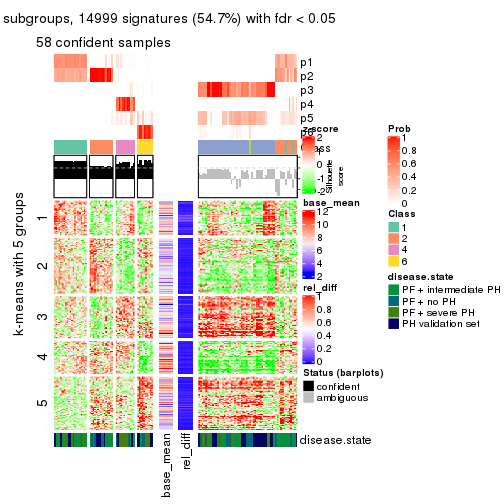 subgroups, 14999 signatures (54.7%) with fdr < 0.05
58 confident samples
p1
p2
p3
p4
p5
p6
Class
z-score
2
1
0
-1
-2
Silhouette
score
base_mean
12
10
8
6
4
2
rel_diff
1
0.8
0.6
0.4
0.2
0
Status (barplots)
confident
ambiguous
Prob
1
0.8
0.6
0.4
0.2
0
Class
1
2
4
6
disease.state
PF+ intermediate PH
PF+ no PH
PF+ severe PH
PH validation set
k-means with 5 groups
1
2
3
4
5
disease.state
base_mean
rel_diff